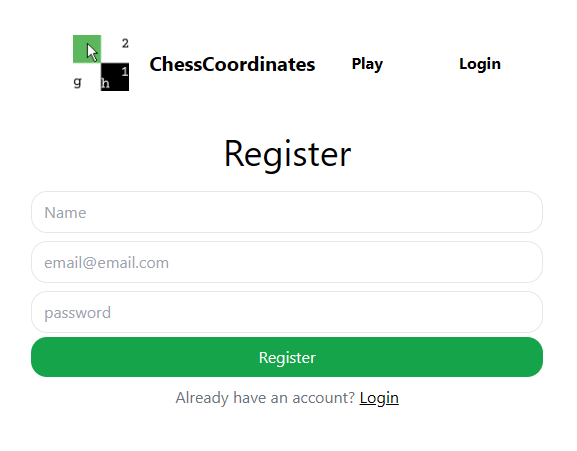 2
g h 1
ChessCoordinates Play Login
Register
Name
email@email.com
password
Register
Already have an account? Login